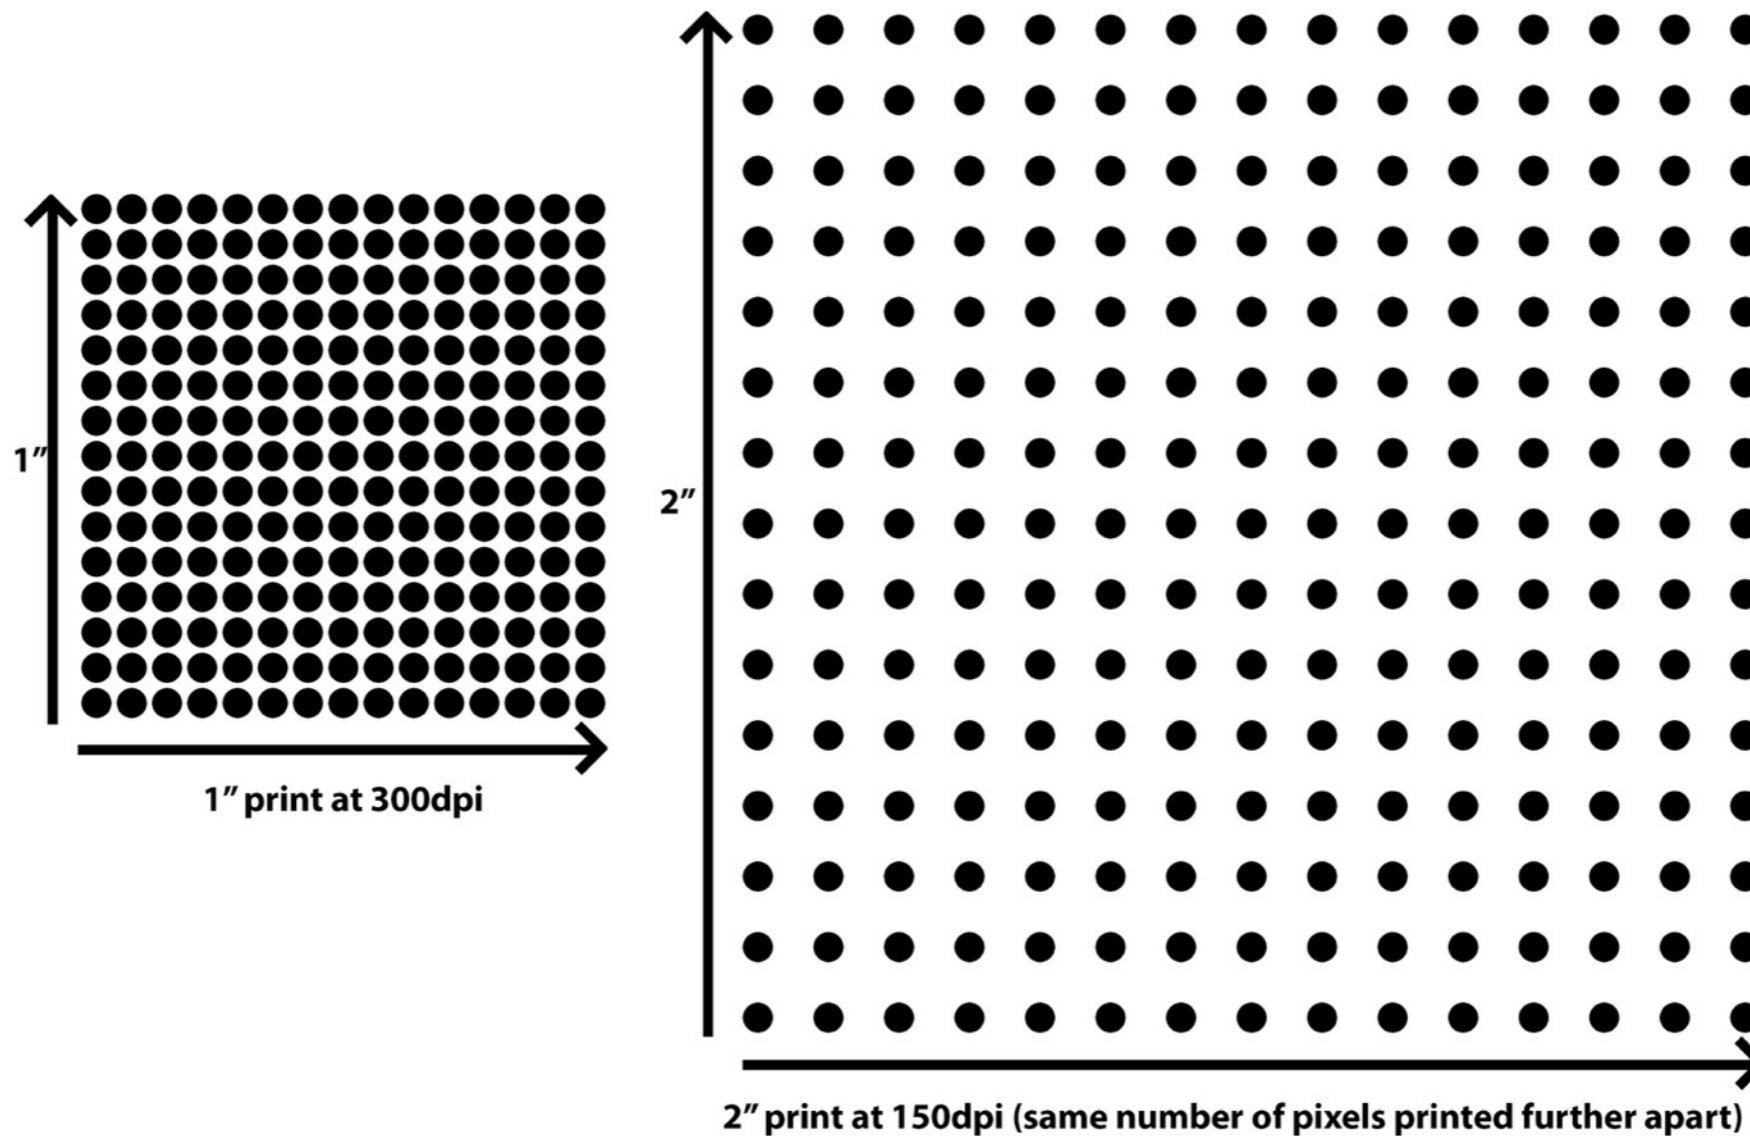 1”
1” print at 300dpi
2”
2” print at 150dpi (same number of pixels printed further apart)